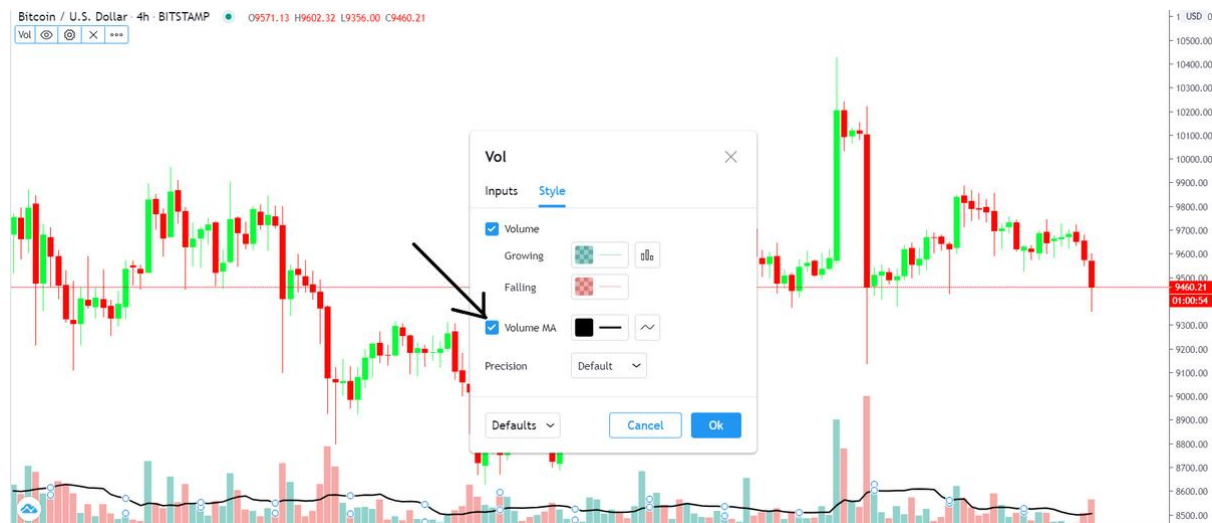 Bitcoin / U.S. Dollar · 4h · BITSTAMP O9571.13 H9602.32 L9356.00 C9460.21
Vol
Vol
Inputs Style
Volume
Growing
Falling
Volume MA
Precision Default
Defaults Cancel Ok
USD
10500.00
10400.00
10300.00
10200.00
10100.00
10000.00
9900.00
9800.00
9700.00
9600.00
9500.00
9460.21
01:00:54
9300.00
9200.00
9100.00
9000.00
8900.00
8800.00
8700.00
8600.00
8500.00